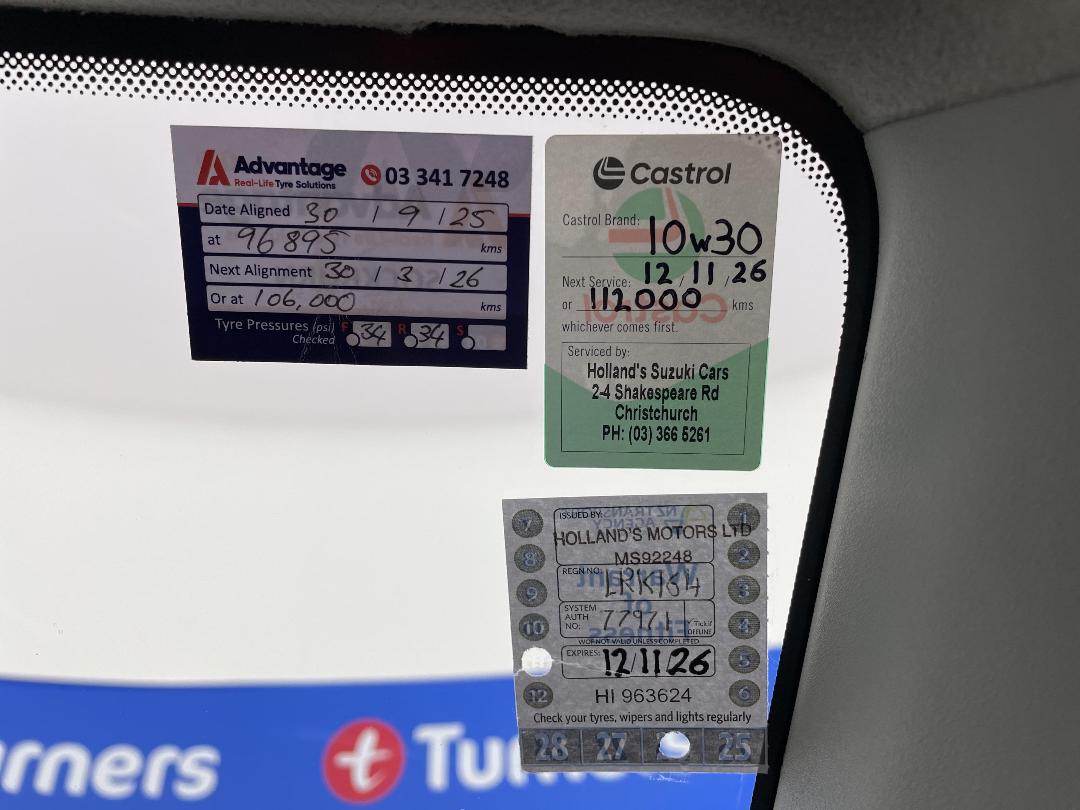 Advantage
Real-Life Tyre Solutions
03 341 7248
Date Aligned 30 / 9 / 25
at 96895 kms
Next Alignment 30 / 3 / 26
Or at 106,000 kms
Tyre Pressures (psi) F 34 R 34 S
Checked
Castrol
Castrol Brand: 10W30
Next Service: 12 / 11 / 26
or 112000 kms
whichever comes first.
Serviced by:
Holland's Suzuki Cars
2-4 Shakespeare Rd
Christchurch
PH: (03) 366 5261
ISSUED BY:
HOLLAND'S MOTORS LTD
MS92248
REGN NO:
SYSTEM AUTH NO: 77971
Tick if OFFLINE
WOF NOT VALID UNLESS COMPLETED
EXPIRES: 12/11/26
HI 963624
Check your tyres, wipers and lights regularly
7 8 9 10 12
1 2 3 4 5 6
28 27 25
rners
t Turn